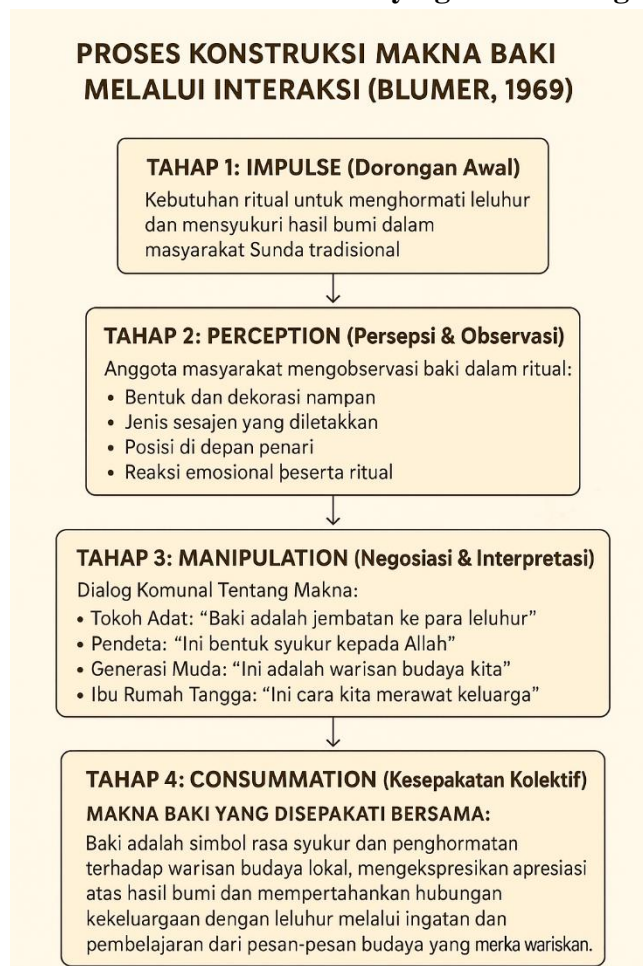 PROSES KONSTRUKSI MAKNA BAKI
MELALUI INTERAKSI (BLUMER, 1969)
TAHAP 1: IMPULSE (Dorongan Awal)
Kebutuhan ritual untuk menghormati leluhur
dan mensyukuri hasil bumi dalam
masyarakat Sunda tradisional
TAHAP 2: PERCEPTION (Persepsi & Observasi)
Anggota masyarakat mengobservasi baki dalam ritual:
• Bentuk dan dekorasi nampan
• Jenis sesajen yang diletakkan
• Posisi di depan penari
• Reaksi emosional þeserta ritual
TAHAP 3: MANIPULATION (Negosiasi & Interpretasi)
Dialog Komunal Tentang Makna:
• Tokoh Adat: “Baki adalah jembatan ke para leluhur”
• Pendeta: “Ini bentuk syukur kepada Allah”
• Generasi Muda: “Ini adalah warisan budaya kita”
• Ibu Rumah Tangga: “Ini cara kita merawat keluarga”
TAHAP 4: CONSUMMATION (Kesepakatan Kolektif)
MAKNA BAKI YANG DISEPAKATI BERSAMA:
Baki adalah simbol rasa syukur dan penghormatan
terhadap warisan budaya lokal, mengekspresikan apresiasi
atas hasil bumi dan mempertahankan hubungan
kekeluargaan dengan leluhur melalui ingatan dan
pembelajaran dari pesan-pesan budaya yang merka wariskan.